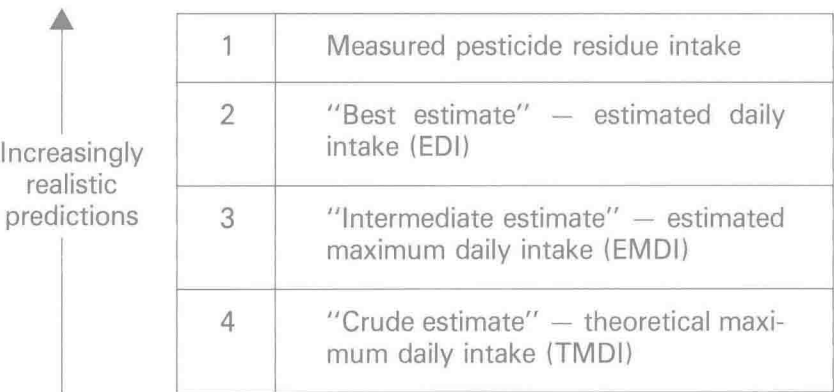 1 Measured pesticide residue intake
2 "Best estimate" — estimated daily
intake (EDI)
Increasingly
realistic
predictions
3 "Intermediate estimate" — estimated
maximum daily intake (EMDI)
4 "Crude estimate" — theoretical maxi-
mum daily intake (TMDI)